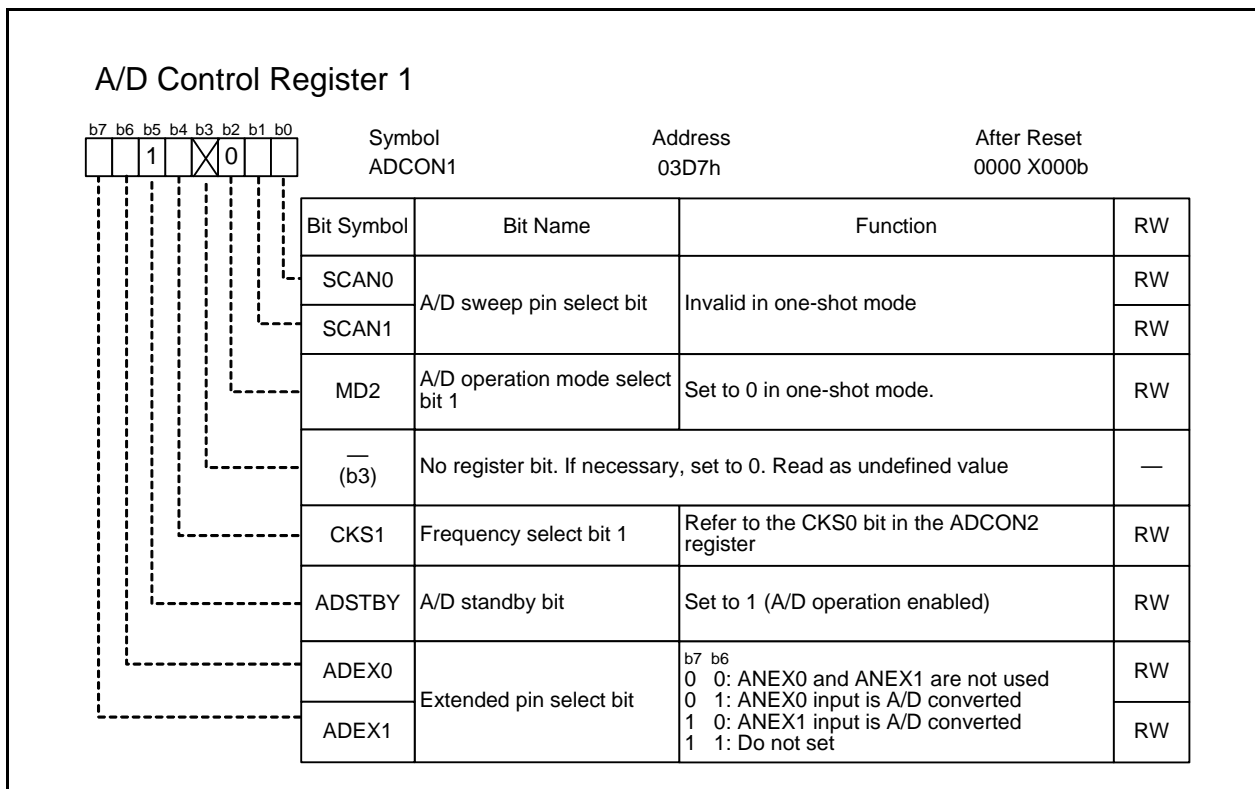 A/D Control Register 1
b7 b6 b5 b4 b3 b2 b1 b0
1 0
Symbol Address After Reset
ADCON1 03D7h 0000 X000b
Bit Symbol Bit Name Function RW
SCAN0 RW
A/D sweep pin select bit Invalid in one-shot mode
SCAN1 RW
MD2 A/D operation mode select bit 1 Set to 0 in one-shot mode. RW
—
(b3) No register bit. If necessary, set to 0. Read as undefined value —
CKS1 Frequency select bit 1 Refer to the CKS0 bit in the ADCON2 register RW
ADSTBY A/D standby bit Set to 1 (A/D operation enabled) RW
ADEX0 RW
Extended pin select bit
b7 b6
0 0: ANEX0 and ANEX1 are not used
0 1: ANEX0 input is A/D converted
1 0: ANEX1 input is A/D converted
1 1: Do not set
ADEX1 RW